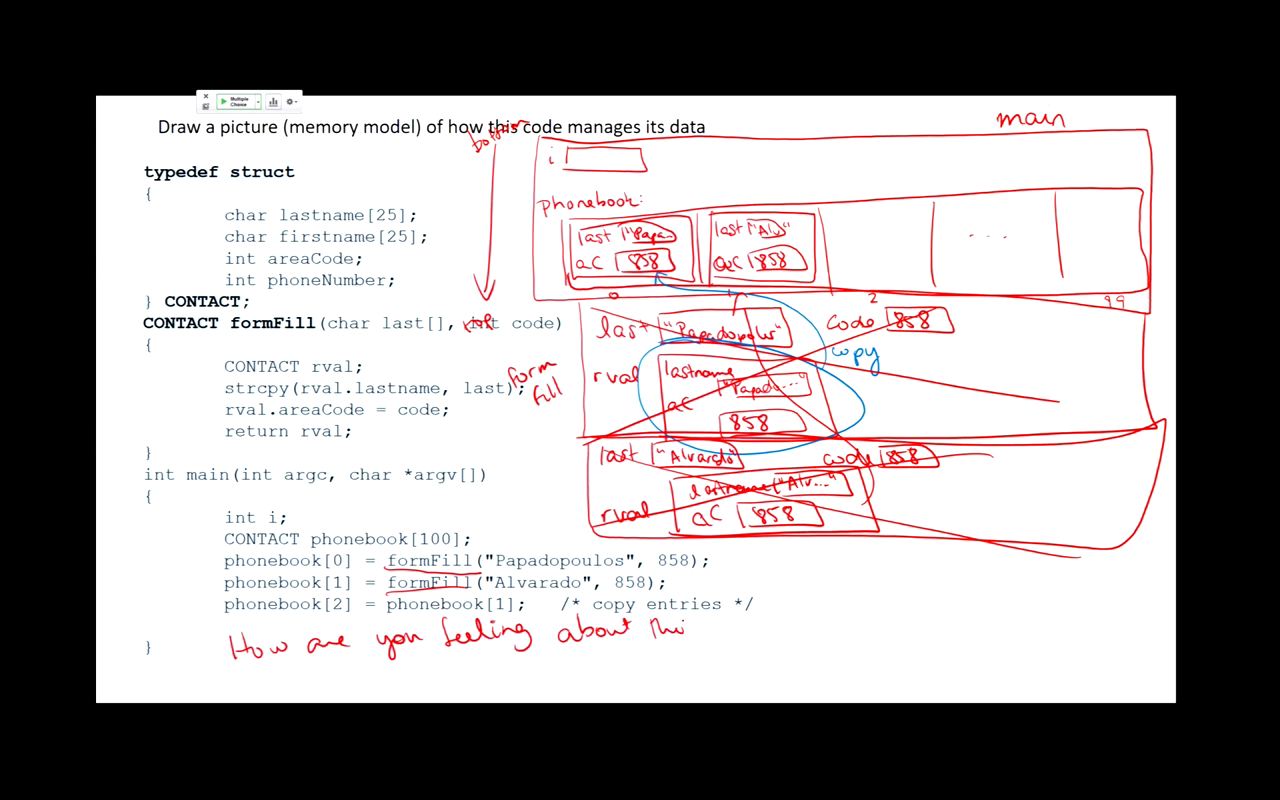 Multiple
Choice
Draw a picture (memory model) of how this code manages its data
main
bottom
i
typedef struct
{
char lastname[25];
char firstname[25];
int areaCode;
int phoneNumber;
} CONTACT;
phonebook:
last "Papa
aC 858
last "Alv"
aC 858
....
0 1 2 99
CONTACT formFill(char last[], int code)
top
{
CONTACT rval;
strcpy(rval.lastname, last);
rval.areaCode = code;
return rval;
}
form
fill
last "Papadopoulos" code 858
copy
rval lastname "Papado...."
aC 858
last "Alvarado" code 858
rval lastname "Alv..."
aC 858
int main(int argc, char *argv[])
{
int i;
CONTACT phonebook[100];
phonebook[0] = formFill("Papadopoulos", 858);
phonebook[1] = formFill("Alvarado", 858);
phonebook[2] = phonebook[1]; /* copy entries */
How are you feeling about thi
}